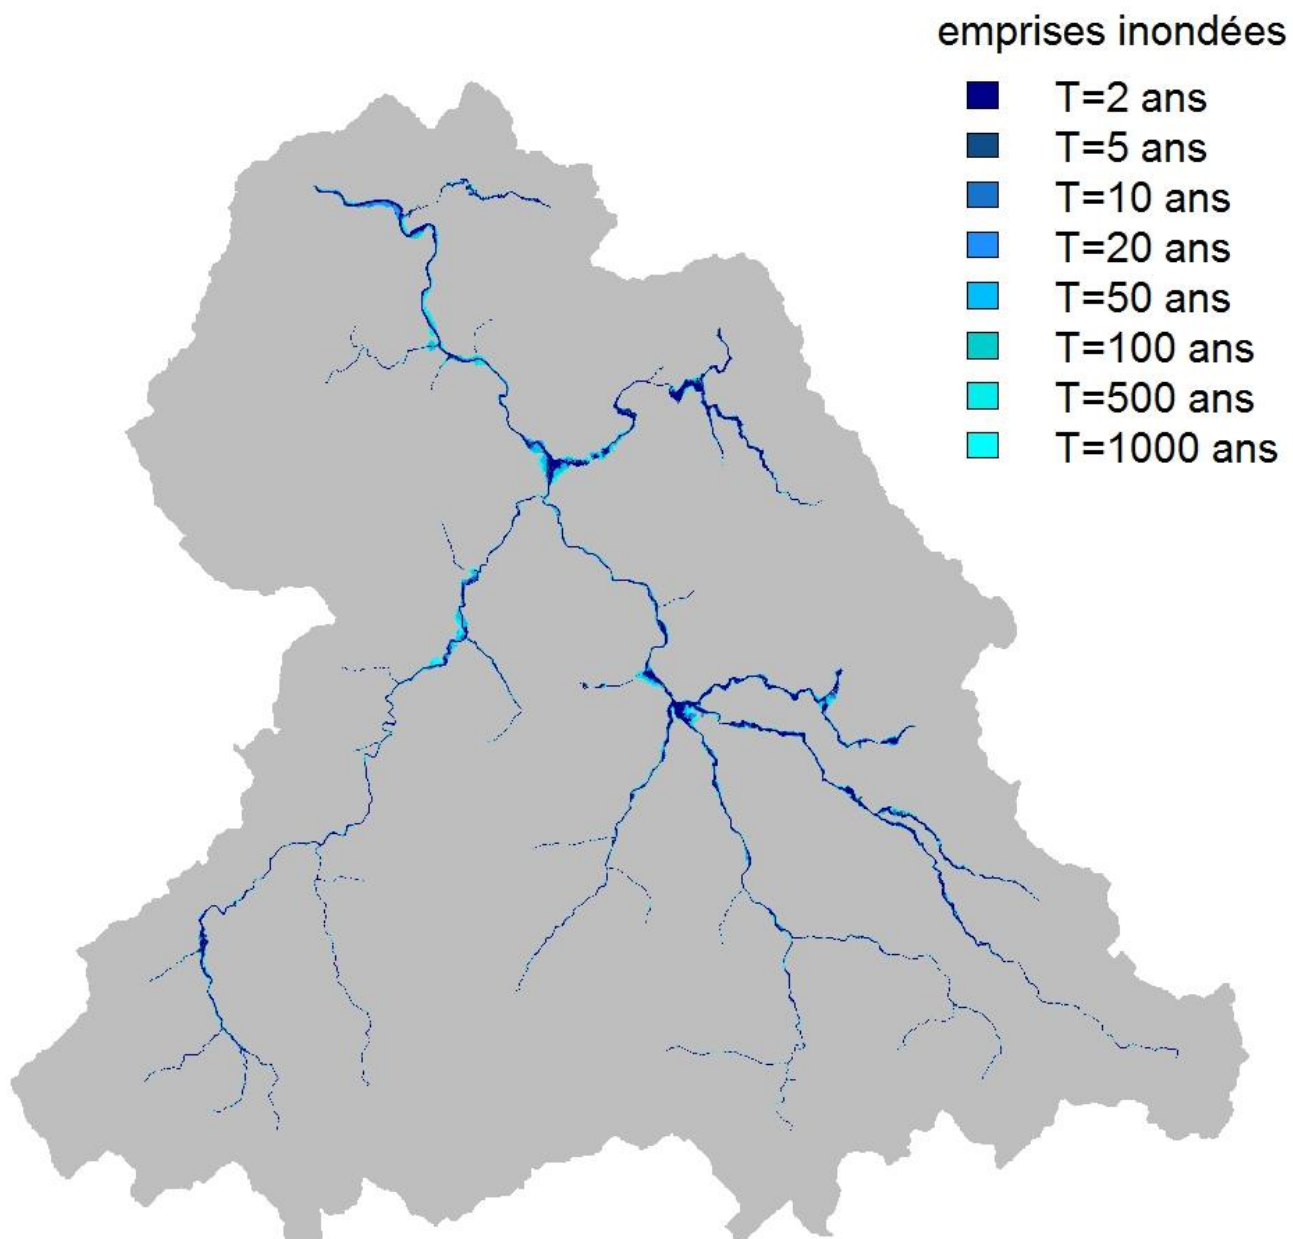 emprises inondées
T=2 ans
T=5 ans
T=10 ans
T=20 ans
T=50 ans
T=100 ans
T=500 ans
T=1000 ans